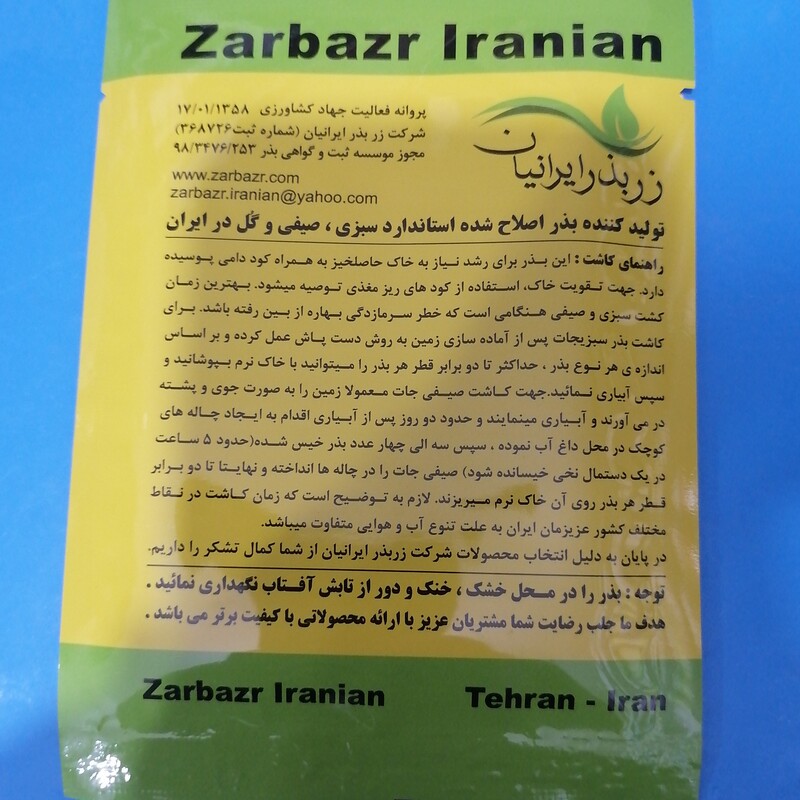 Zarbazr Iranian
پروانه فعالیت جهاد کشاورزی ۱۷/۰۱/۱۳۵۸
شرکت زر بذر ایرانیان (شماره ثبت۳۶۸۷۲۶)
مجوز موسسه ثبت و گواهی بذر ۹۸/۳۴۷۶/۲۵۳
www.zarbazr.com
zarbazr.iranian@yahoo.com
زر بذر ایرانیان
تولید کننده بذر اصلاح شده استاندارد سبزی ، صیفی و گل در ایران
راهنمای کاشت : این بذر برای رشد نیاز به خاک حاصلخیز به همراه کود دامی پوسیده
دارد. جهت تقویت خاک، استفاده از کود های ریز مغذی توصیه میشود. بهترین زمان
کشت سبزی و صیفی هنگامی است که خطر سرمازدگی بهاره از بین رفته باشد. برای
کاشت بذر سبزیجات پس از آماده سازی زمین به روش دست پاش عمل کرده و بر اساس
اندازه ی هر نوع بذر ، حداکثر تا دو برابر قطر هر بذر را میتوانید با خاک نرم بپوشانید و
سپس آبیاری نمائید.جهت کاشت صیفی جات معمولا زمین را به صورت جوی و پشته
در می آورند و آبیاری مینمایند و حدود دو روز پس از آبیاری اقدام به ایجاد چاله های
کوچک در محل داغ آب نموده ، سپس سه الی چهار عدد بذر خیس شده(حدود ۵ ساعت
در یک دستمال نخی خیسانده شود) صیفی جات را در چاله ها انداخته و نهایتا تا دو برابر
قطر هر بذر روی آن خاک نرم میریزند. لازم به توضیح است که زمان کاشت در نقاط
مختلف کشور عزیزمان ایران به علت تنوع آب و هوایی متفاوت میباشد.
در پایان به دلیل انتخاب محصولات شرکت زربذر ایرانیان از شما کمال تشکر را داریم.
توجه : بذر را در محل خشک ، خنک و دور از تابش آفتاب نگهداری نمائید .
هدف ما جلب رضایت شما مشتریان عزیز با ارائه محصولاتی با کیفیت برتر می باشد .
Zarbazr Iranian Tehran - Iran